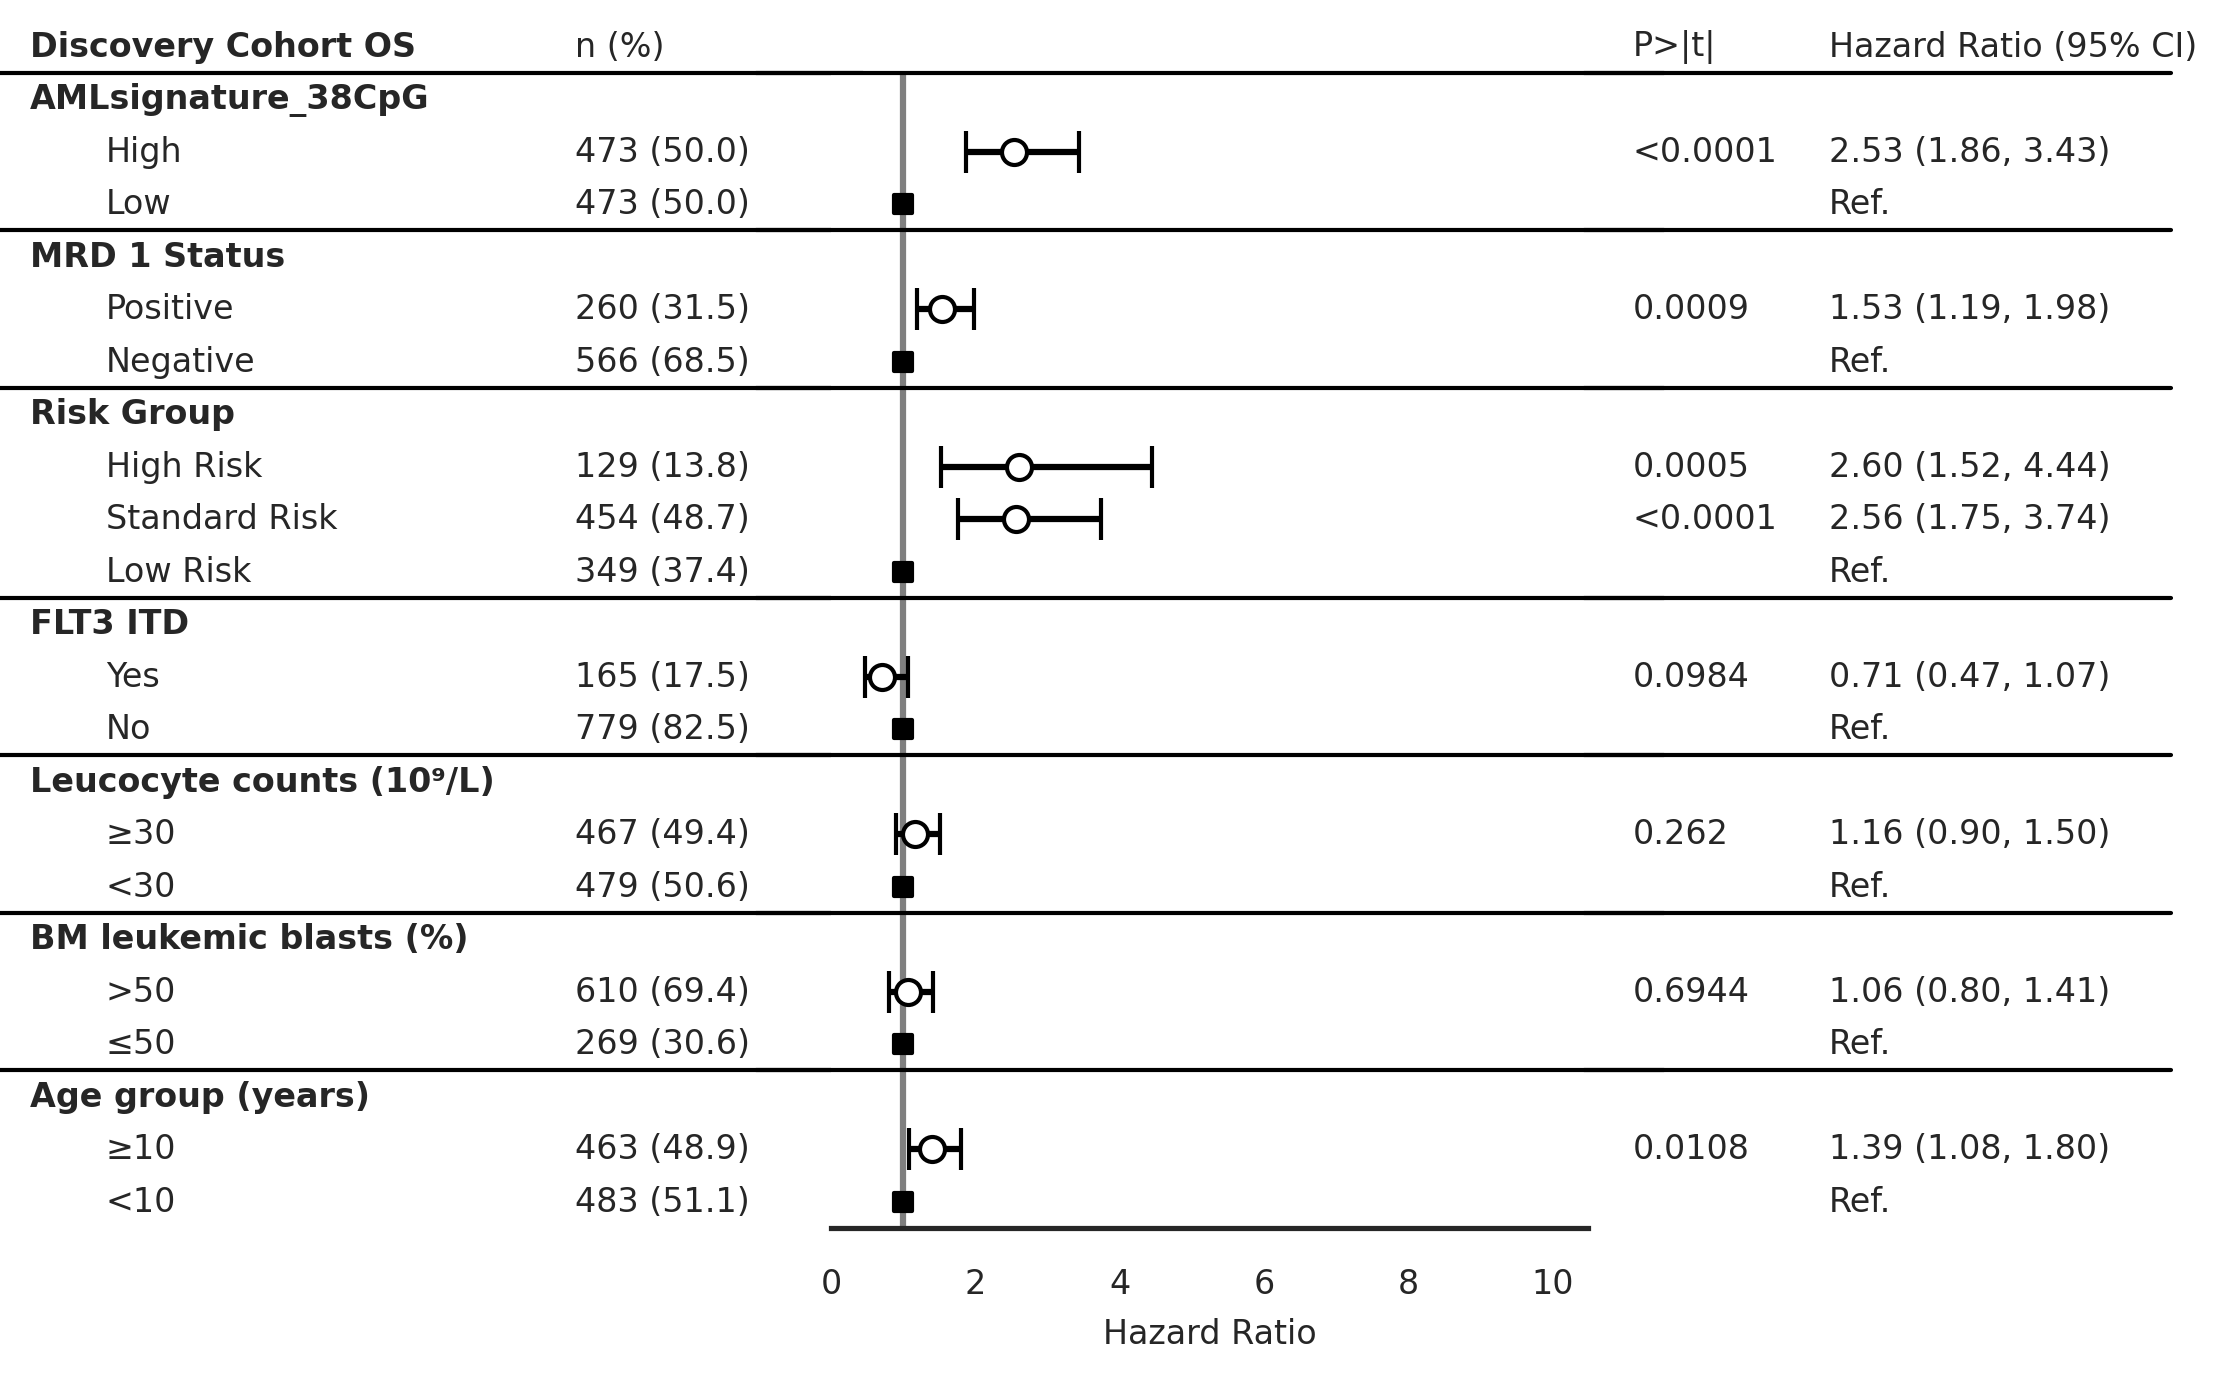 Discovery Cohort OS n (%) P>|t| Hazard Ratio (95% CI)
AMLsignature_38CpG
High 473 (50.0) <0.0001 2.53 (1.86, 3.43)
Low 473 (50.0) Ref.
MRD 1 Status
Positive 260 (31.5) 0.0009 1.53 (1.19, 1.98)
Negative 566 (68.5) Ref.
Risk Group
High Risk 129 (13.8) 0.0005 2.60 (1.52, 4.44)
Standard Risk 454 (48.7) <0.0001 2.56 (1.75, 3.74)
Low Risk 349 (37.4) Ref.
FLT3 ITD
Yes 165 (17.5) 0.0984 0.71 (0.47, 1.07)
No 779 (82.5) Ref.
Leucocyte counts (10⁹/L)
≥30 467 (49.4) 0.262 1.16 (0.90, 1.50)
<30 479 (50.6) Ref.
BM leukemic blasts (%)
>50 610 (69.4) 0.6944 1.06 (0.80, 1.41)
≤50 269 (30.6) Ref.
Age group (years)
≥10 463 (48.9) 0.0108 1.39 (1.08, 1.80)
<10 483 (51.1) Ref.
0 2 4 6 8 10
Hazard Ratio